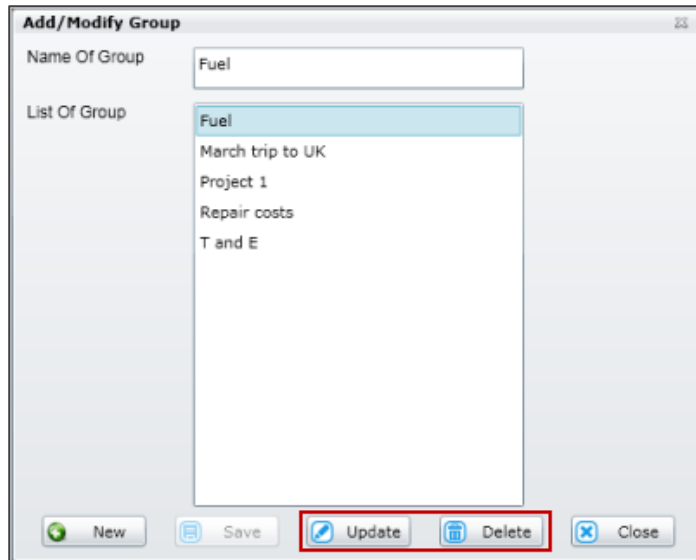 Add/Modify Group
Name Of Group
Fuel
List Of Group
Fuel
March trip to UK
Project 1
Repair costs
T and E
New Save Update Delete Close